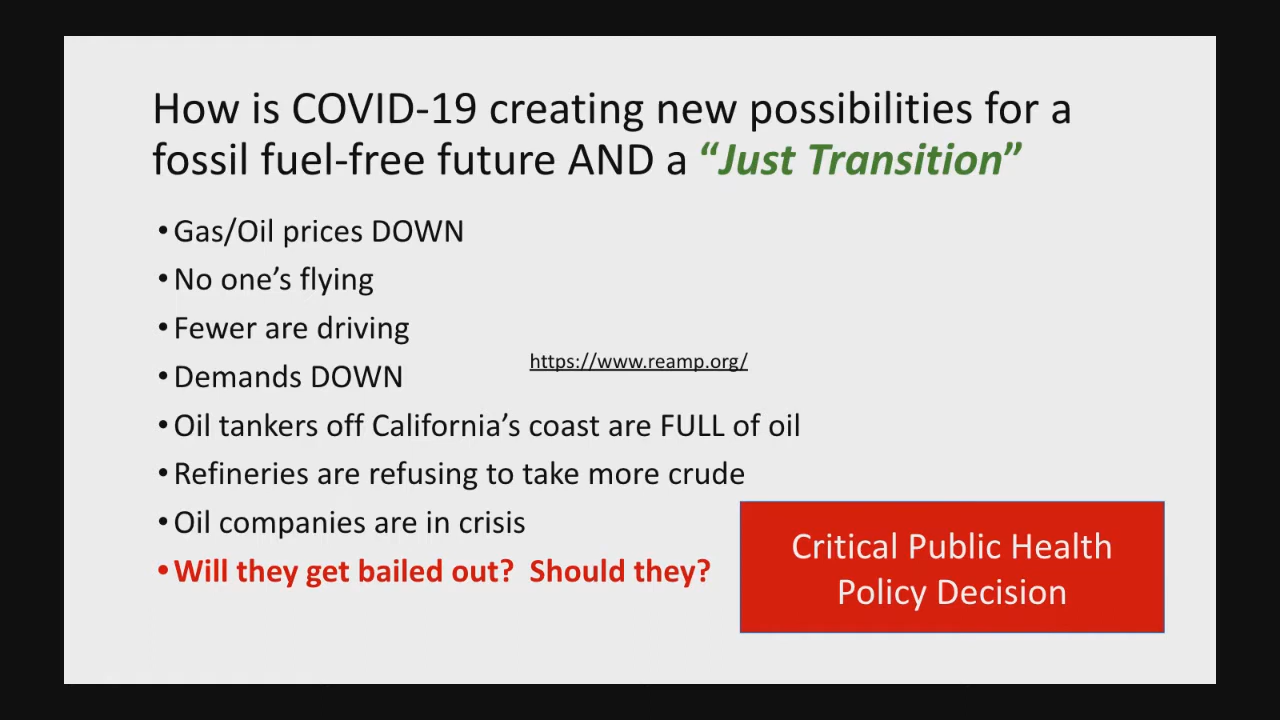 How is COVID-19 creating new possibilities for a
fossil fuel-free future AND a “Just Transition”
•Gas/Oil prices DOWN
•No one’s flying
•Fewer are driving
https://www.reamp.org/
•Demands DOWN
•Oil tankers off California’s coast are FULL of oil
•Refineries are refusing to take more crude
•Oil companies are in crisis
•Will they get bailed out?  Should they?
Critical Public Health
Policy Decision